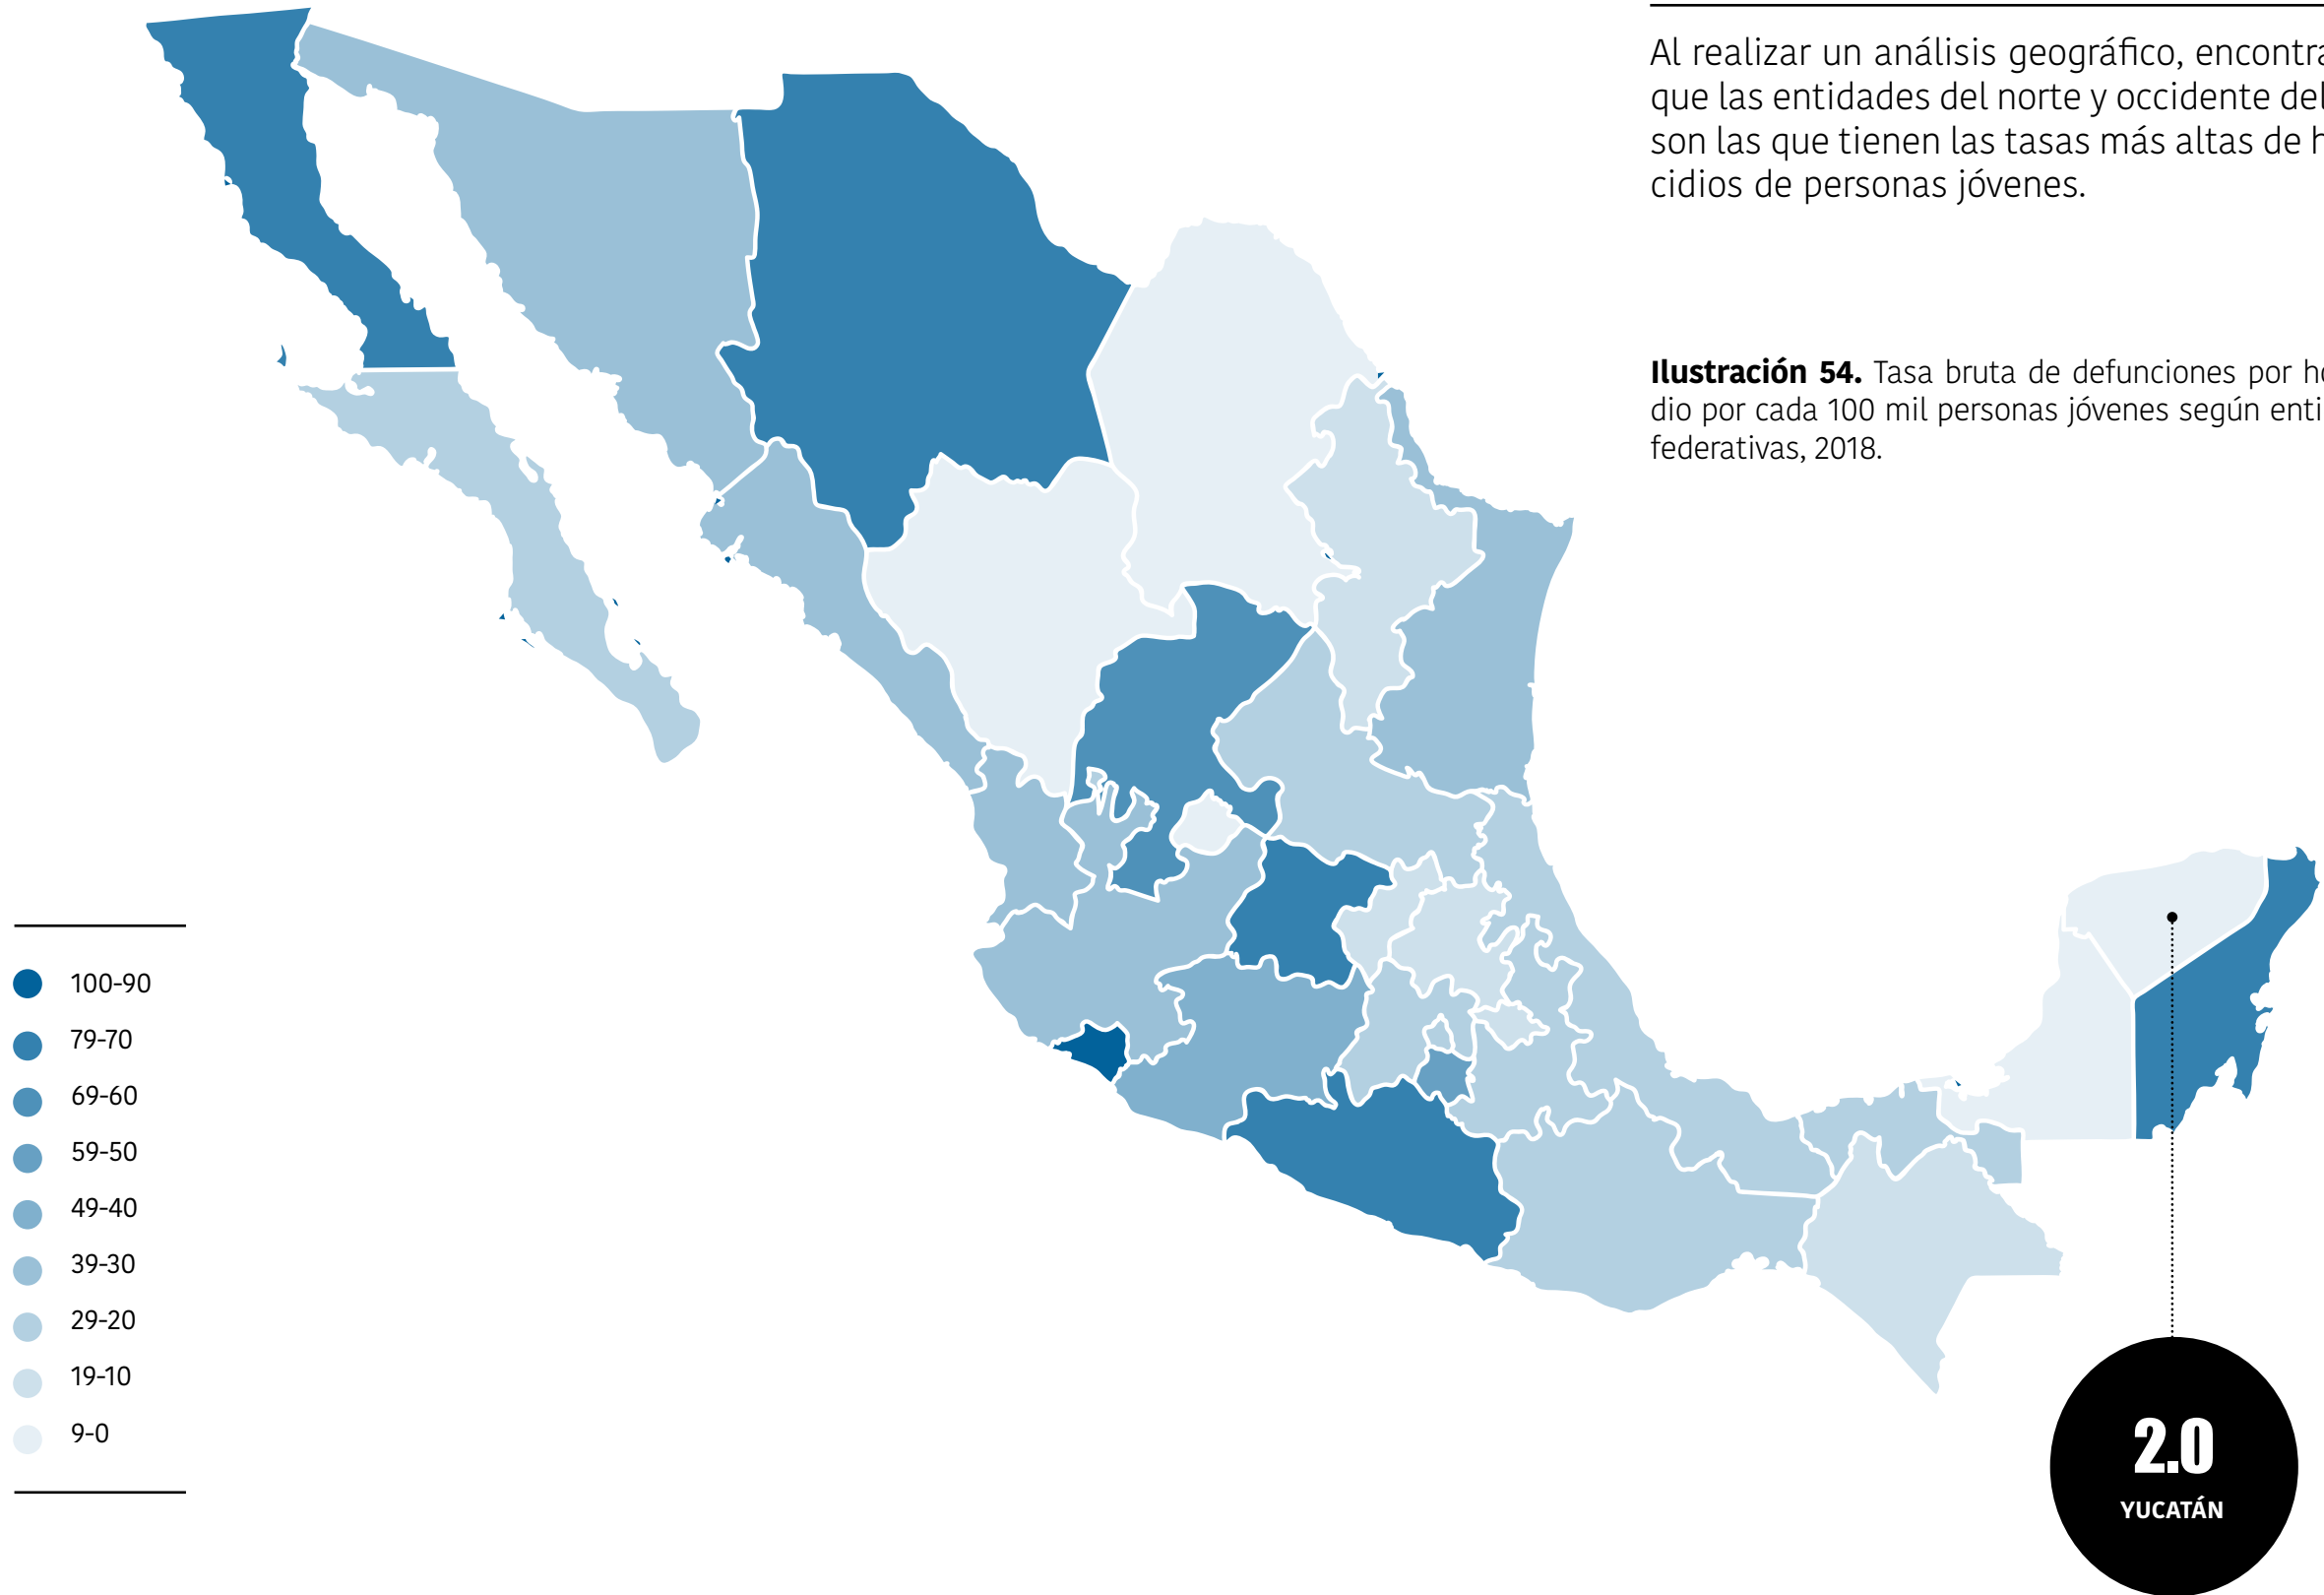 Al realizar un análisis geográfico, encontra
que las entidades del norte y occidente del
son las que tienen las tasas más altas de h
cidios de personas jóvenes.
Ilustración 54. Tasa bruta de defunciones por ho
dio por cada 100 mil personas jóvenes según enti
federativas, 2018.
100-90
79-70
69-60
59-50
49-40
39-30
29-20
19-10
9-0
2.0
YUCATÁN